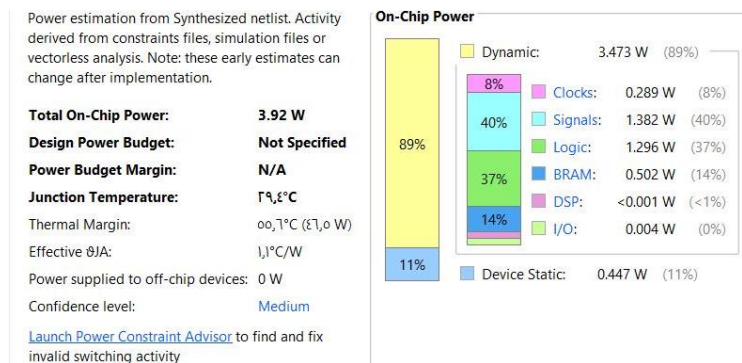 Power estimation from Synthesized netlist. Activity
derived from constraints files, simulation files or
vectorless analysis. Note: these early estimates can
change after implementation.
Total On-Chip Power: 3.92 W
Design Power Budget: Not Specified
Power Budget Margin: N/A
Junction Temperature: ٢٩,٤°C
Thermal Margin: ٥٥,٦°C (٤٦,٥ W)
Effective ϑJA: ١,١°C/W
Power supplied to off-chip devices: 0 W
Confidence level: Medium
Launch Power Constraint Advisor to find and fix
invalid switching activity
On-Chip Power
89%
11%
Dynamic: 3.473 W (89%)
8%
40%
37%
14%
Clocks: 0.289 W (8%)
Signals: 1.382 W (40%)
Logic: 1.296 W (37%)
BRAM: 0.502 W (14%)
DSP: <0.001 W (<1%)
I/O: 0.004 W (0%)
Device Static: 0.447 W (11%)